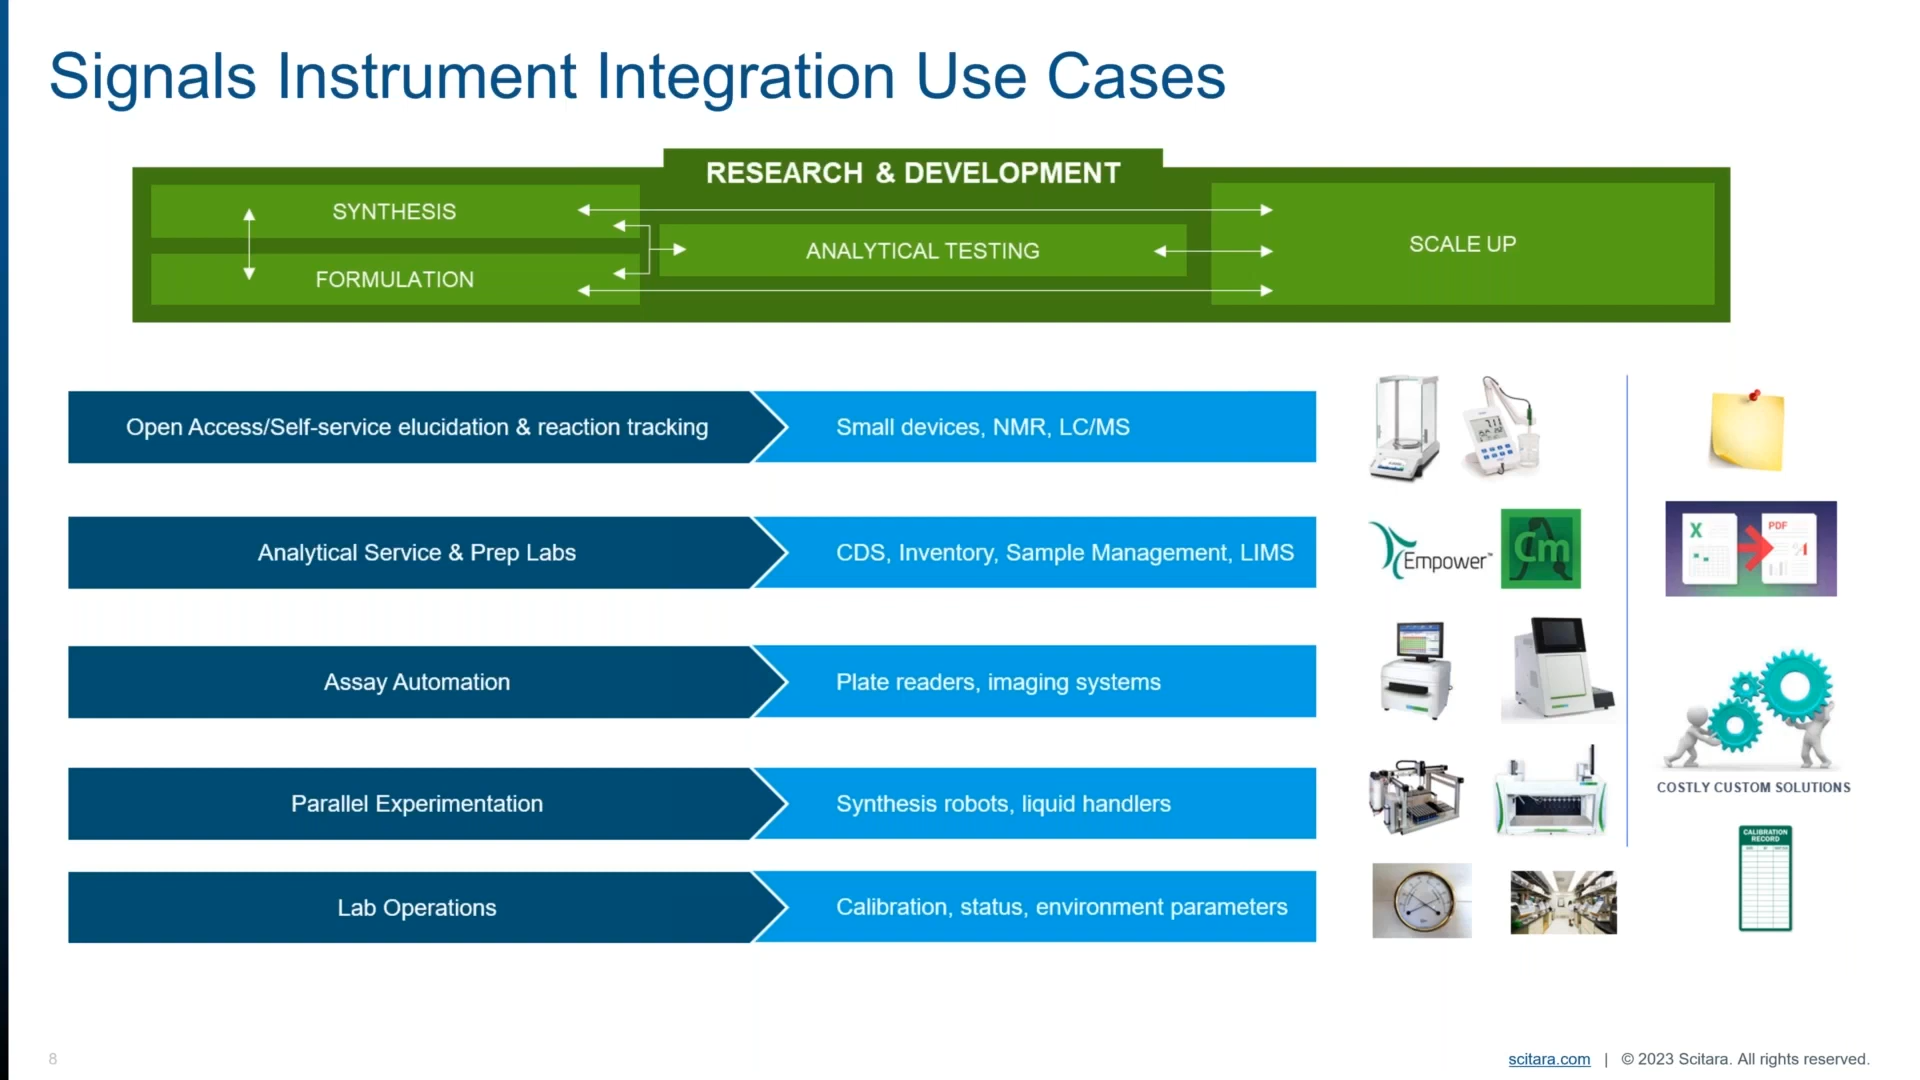 Signals Instrument Integration Use Cases
RESEARCH & DEVELOPMENT
SYNTHESIS
FORMULATION
ANALYTICAL TESTING
SCALE UP
Open Access/Self-service elucidation & reaction tracking
Small devices, NMR, LC/MS
Analytical Service & Prep Labs
CDS, Inventory, Sample Management, LIMS
Empower™
Cm
X
PDF
Assay Automation
Plate readers, imaging systems
COSTLY CUSTOM SOLUTIONS
Parallel Experimentation
Synthesis robots, liquid handlers
CALIBRATION
RECORD
Lab Operations
Calibration, status, environment parameters
8
scitara.com | © 2023 Scitara. All rights reserved.